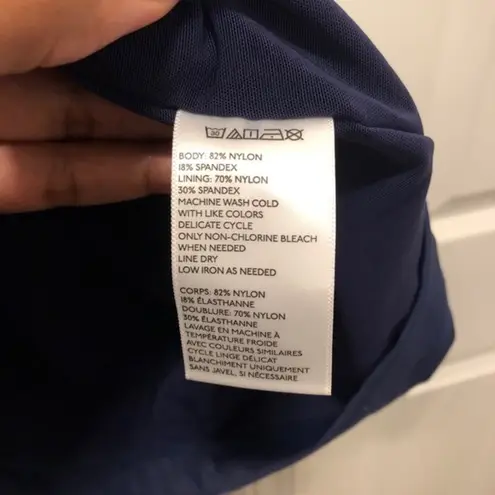 30
BODY: 82% NYLON
18% SPANDEX
LINING: 70% NYLON
30% SPANDEX
MACHINE WASH COLD
WITH LIKE COLORS
DELICATE CYCLE
ONLY NON-CHLORINE BLEACH
WHEN NEEDED
LINE DRY
LOW IRON AS NEEDED
CORPS: 82% NYLON
18% ÉLASTHANNE
DOUBLURE: 70% NYLON
30% ÉLASTHANNE
LAVAGE EN MACHINE À
TEMPÉRATURE FROIDE
AVEC COULEURS SIMILAIRES
CYCLE LINGE DÉLICAT
BLANCHIMENT UNIQUEMENT
SANS JAVEL, SI NÉCESSAIRE